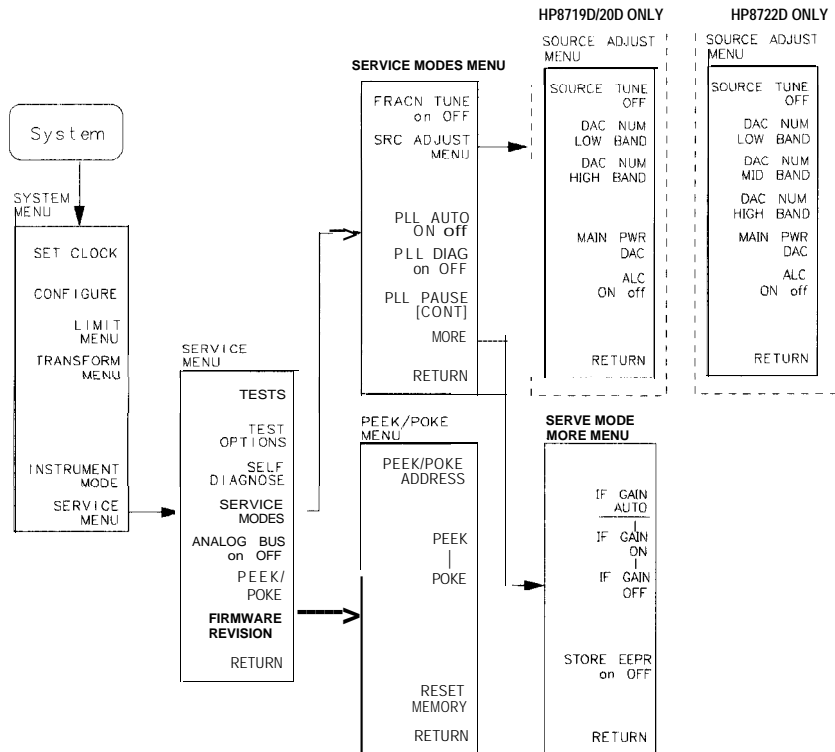 HP8719D/20D ONLY
HP8722D ONLY
SOURCE ADJUST
MENU
SOURCE ADJUST
MENU
SERVICE MODES MENU
FRACN TUNE
on OFF
SRC ADJUST
MENU
PLL AUTO
ON off
PLL DIAG
on OFF
PLL PAUSE
[CONT]
MORE
RETURN
SOURCE TUNE
OFF
DAC NUM
LOW BAND
DAC NUM
HIGH BAND
MAIN PWR
DAC
ALC
ON off
RETURN
SOURCE TUNE
OFF
DAC NUM
LOW BAND
DAC NUM
MID BAND
DAC NUM
HIGH BAND
MAIN PWR
DAC
ALC
ON off
RETURN
System
SYSTEM
MENU
SET CLOCK
CONFIGURE
LIMIT
MENU
TRANSFORM
MENU
INSTRUMENT
MODE
SERVICE
MENU
SERVICE
MENU
TESTS
TEST
OPTIONS
SELF
DIAGNOSE
SERVICE
MODES
ANALOG BUS
on OFF
PEEK/
POKE
FIRMWARE
REVISION
RETURN
PEEK/POKE
MENU
PEEK/POKE
ADDRESS
PEEK
POKE
RESET
MEMORY
RETURN
SERVE MODE
MORE MENU
IF GAIN
AUTO
IF GAIN
ON
IF GAIN
OFF
STORE EEPR
on OFF
RETURN